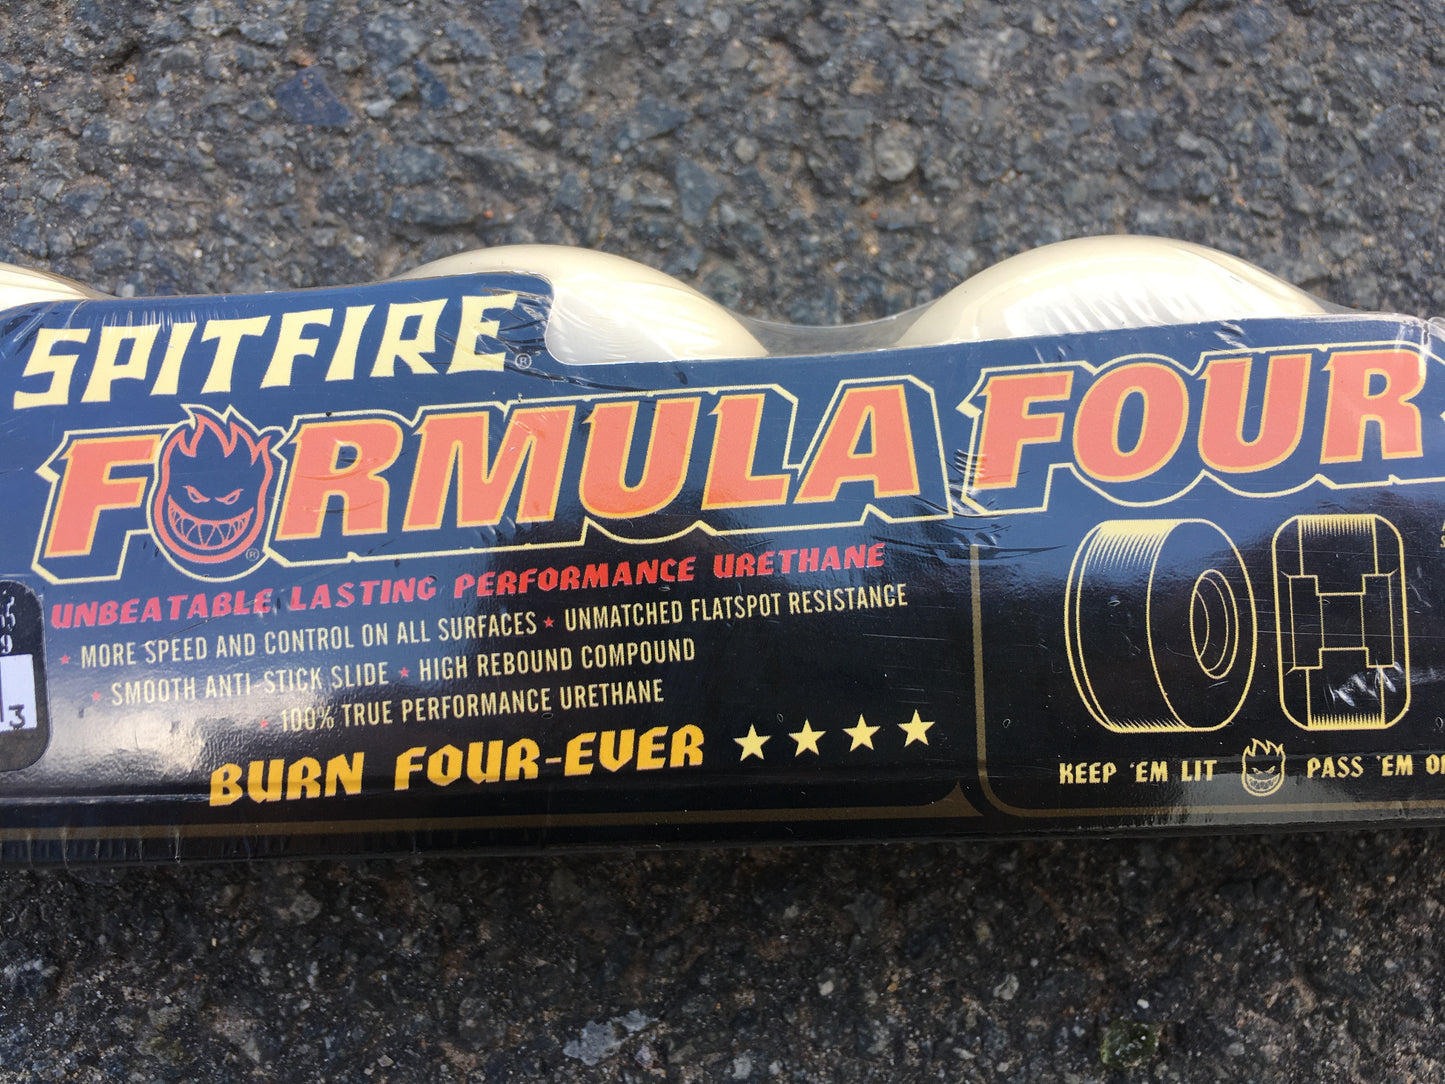 SPITFIRE®
FORMULA FOUR
®
UNBEATABLE LASTING PERFORMANCE URETHANE
★ MORE SPEED AND CONTROL ON ALL SURFACES ★ UNMATCHED FLATSPOT RESISTANCE
★ SMOOTH ANTI-STICK SLIDE ★ HIGH REBOUND COMPOUND
★ 100% TRUE PERFORMANCE URETHANE
BURN FOUR-EVER ★★★★
KEEP 'EM LIT PASS 'EM
3